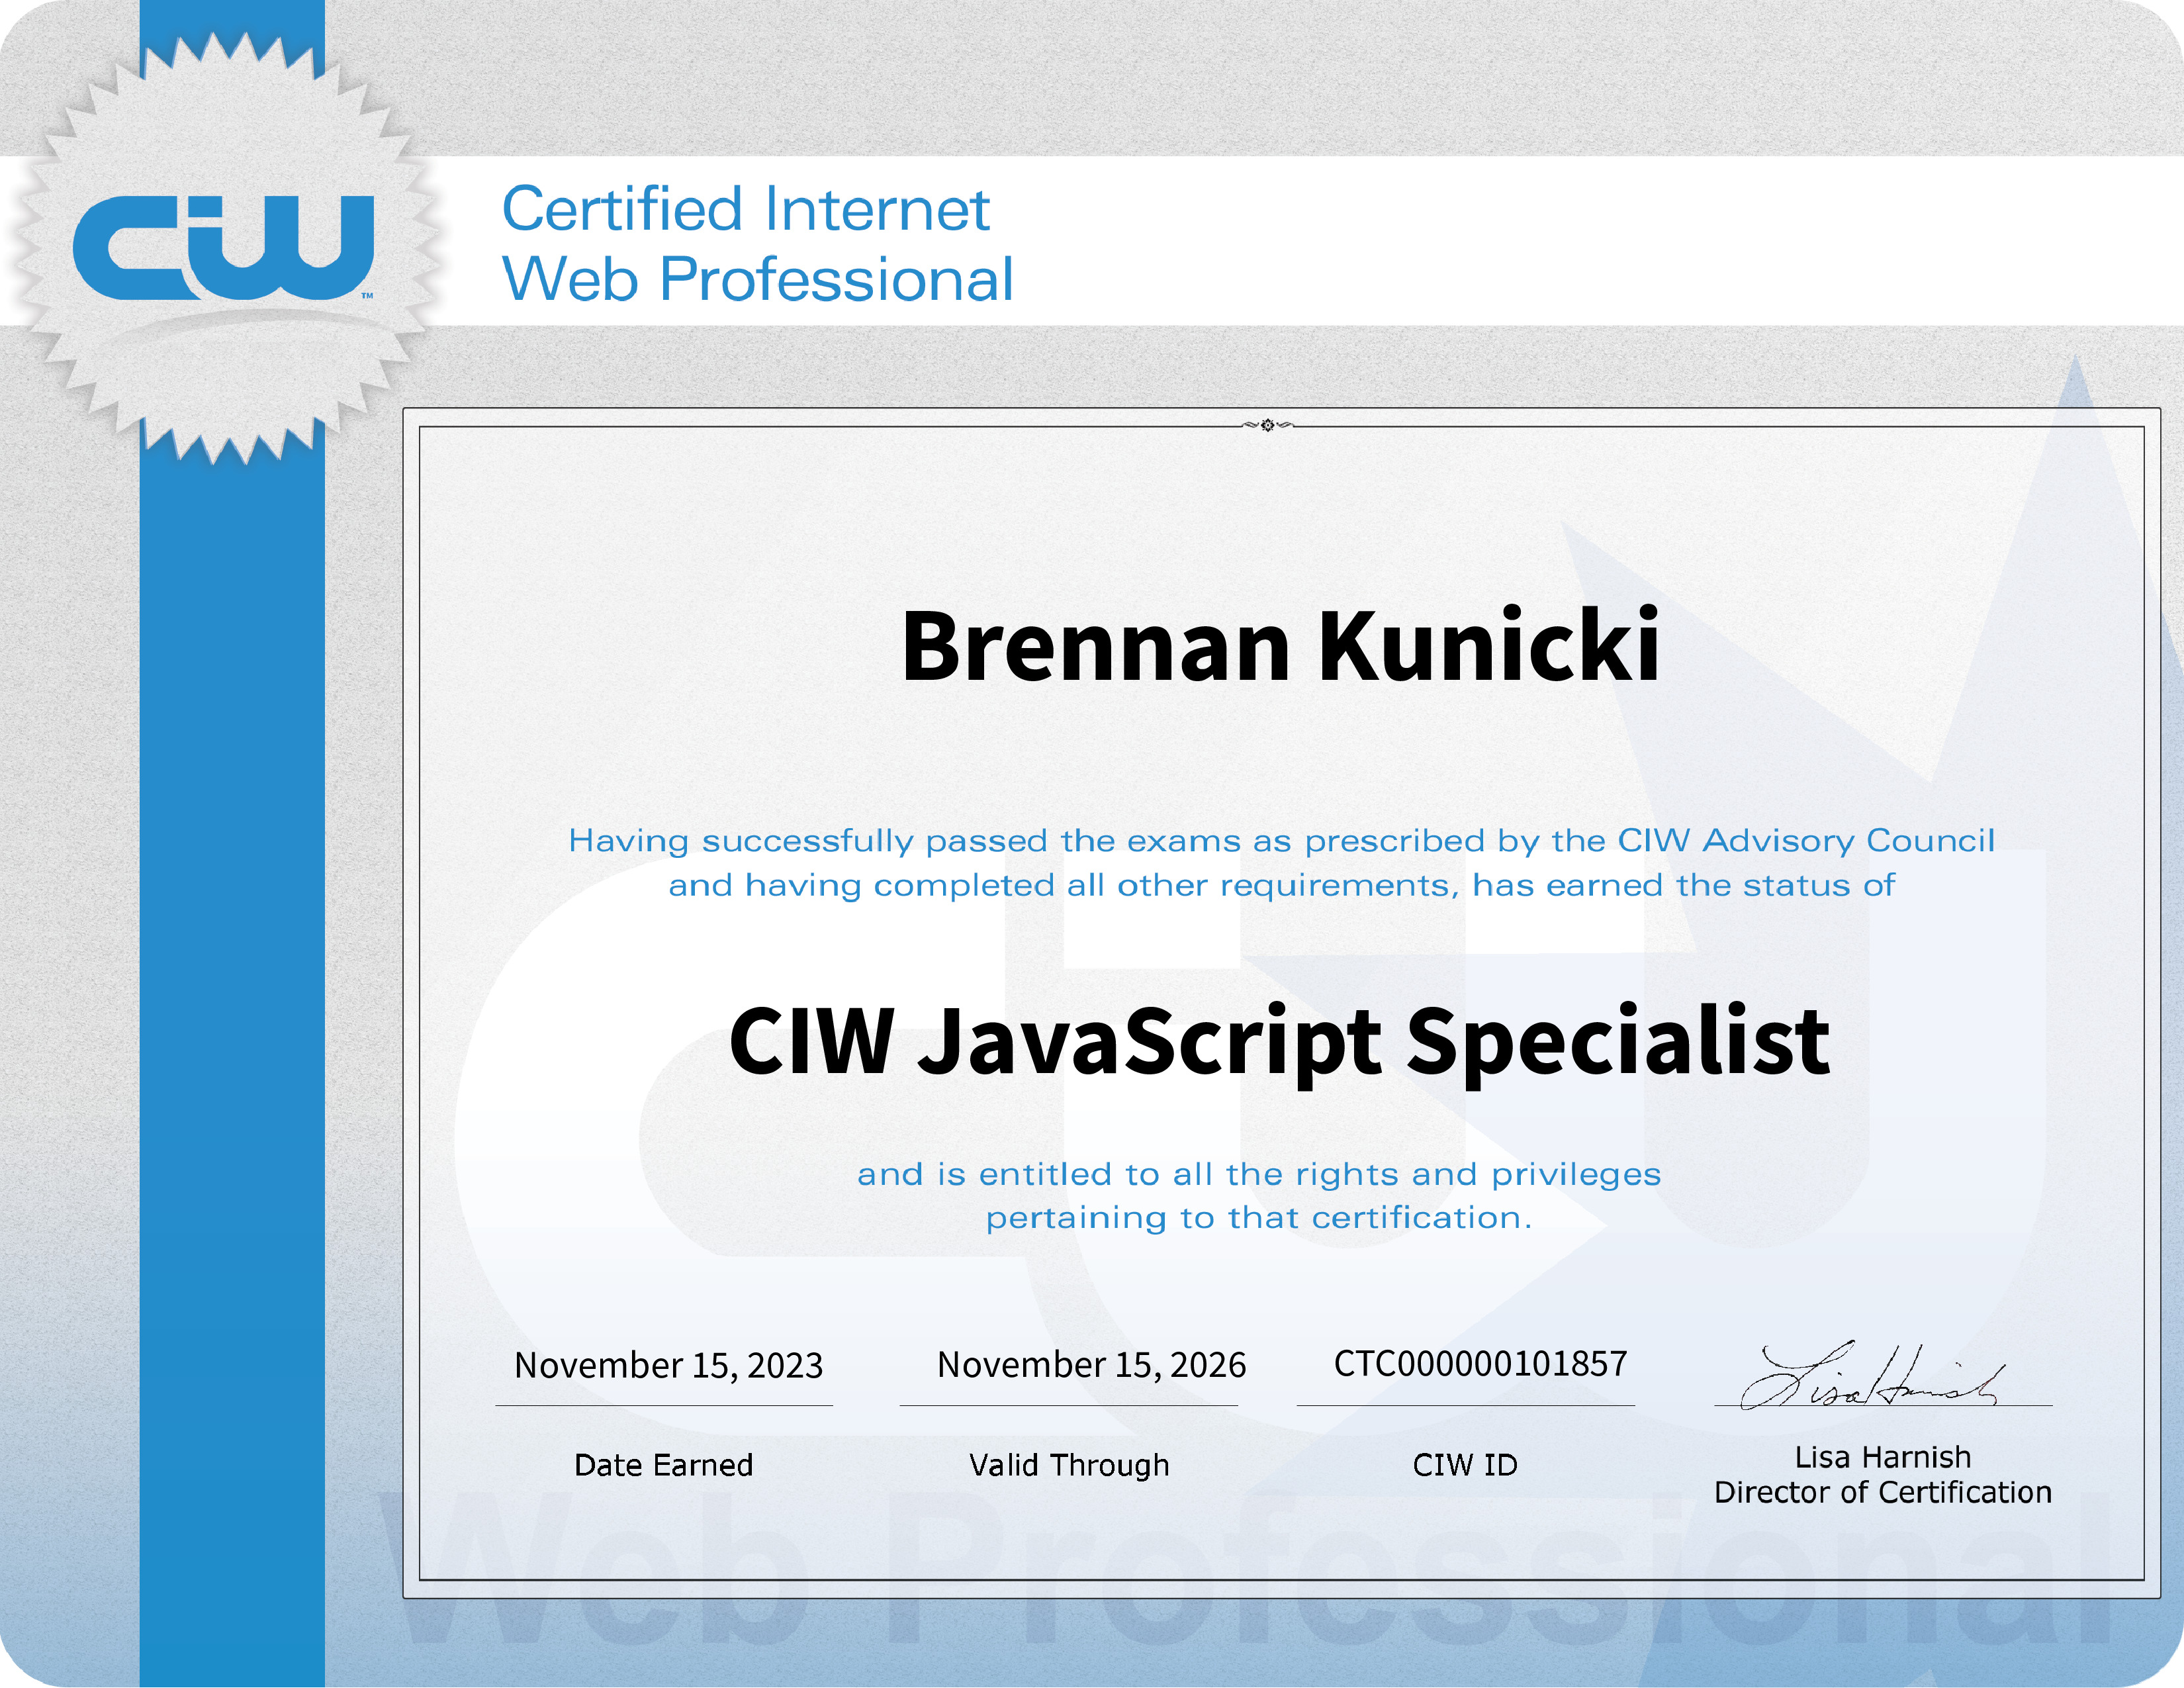 CIW™
Certified Internet
Web Professional
Brennan Kunicki
Having successfully passed the exams as prescribed by the CIW Advisory Council
and having completed all other requirements, has earned the status of
CIW JavaScript Specialist
and is entitled to all the rights and privileges
pertaining to that certification.
November 15, 2023
November 15, 2026
CTC000000101857
Lisa Harnish
Date Earned
Valid Through
CIW ID
Lisa Harnish
Director of Certification
Web Professional